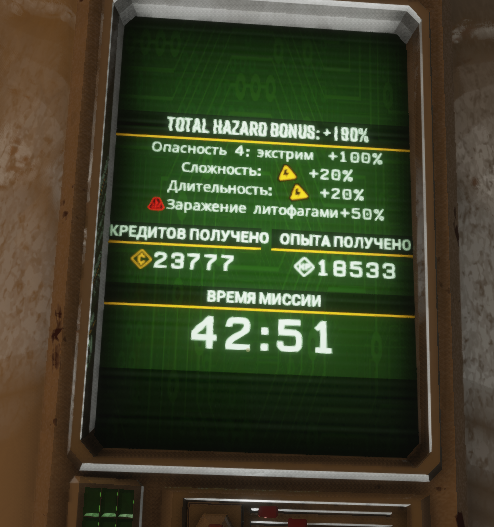 TOTAL HAZARD BONUS: +190%
Опасность 4: экстрим +100%
Сложность: +20%
Длительность: +20%
Заражение литофагами +50%
КРЕДИТОВ ПОЛУЧЕНО ОПЫТА ПОЛУЧЕНО
23777 18533
ВРЕМЯ МИССИИ
42:51